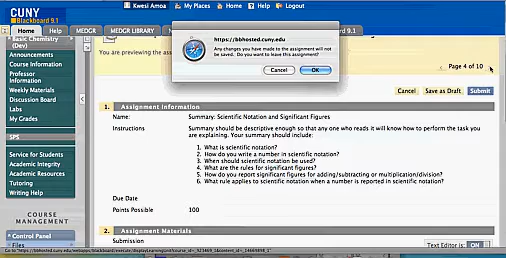 CUNY
Blackboard 9.1
Kwesi Amoa My Places Home Help Logout
Home Help MEDGR MEDGR LIBRARY 9.1
https://bbhosted.cuny.edu
Any changes you have made to the assignment will not
be saved. Do you want to leave this assignment?
Cancel OK
Basic Chemistry
(Dev)
Announcements
Course Information
Professor
Information
Weekly Materials
Discussion Board
Labs
My Grades
SPS
Service for Students
Academic Integrity
Academic Resources
Tutoring
Writing Help
COURSE
MANAGEMENT
Control Panel
Files
You are previewing
Page 4 of 10
Cancel Save as Draft Submit
1. Assignment Information
Name: Summary: Scientific Notation and Significant Figures
Instructions Summary should be descriptive enough so that any one who reads it will know how to perform the task you
are explaining. Your summary should include:
1. What is scientific notation?
2. How do you write a number in scientific notation?
3. When should scientific notation be used?
4. What are the rules for significant figures?
5. How do you report significant figures for adding/subtracting or multiplication/division?
6. What rule applies to scientific notation when a number is reported in scientific notation?
Due Date
Points Possible 100
2. Assignment Materials
Submission
Text Editor is: ON